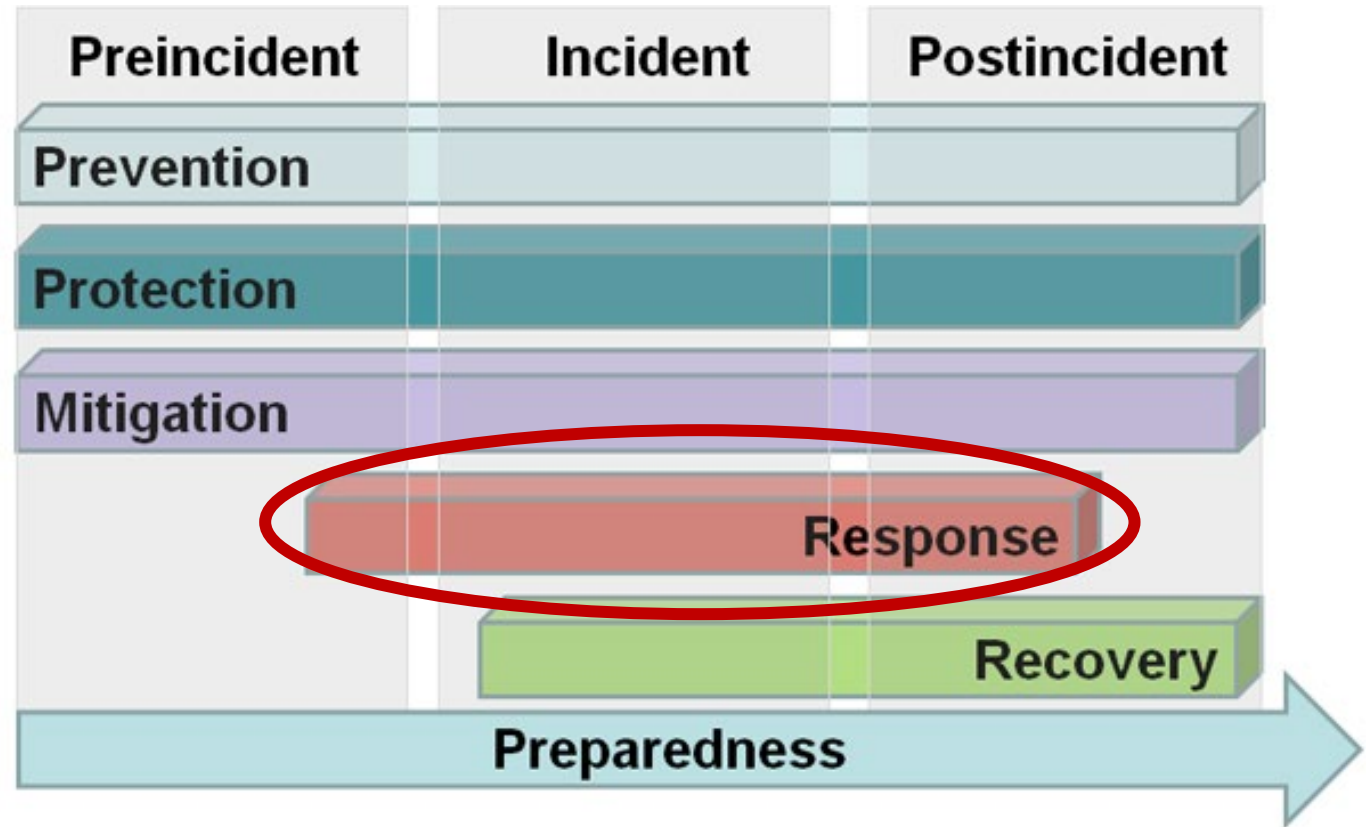 Preincident Incident Postincident
Prevention
Protection
Mitigation
Response
Recovery
Preparedness